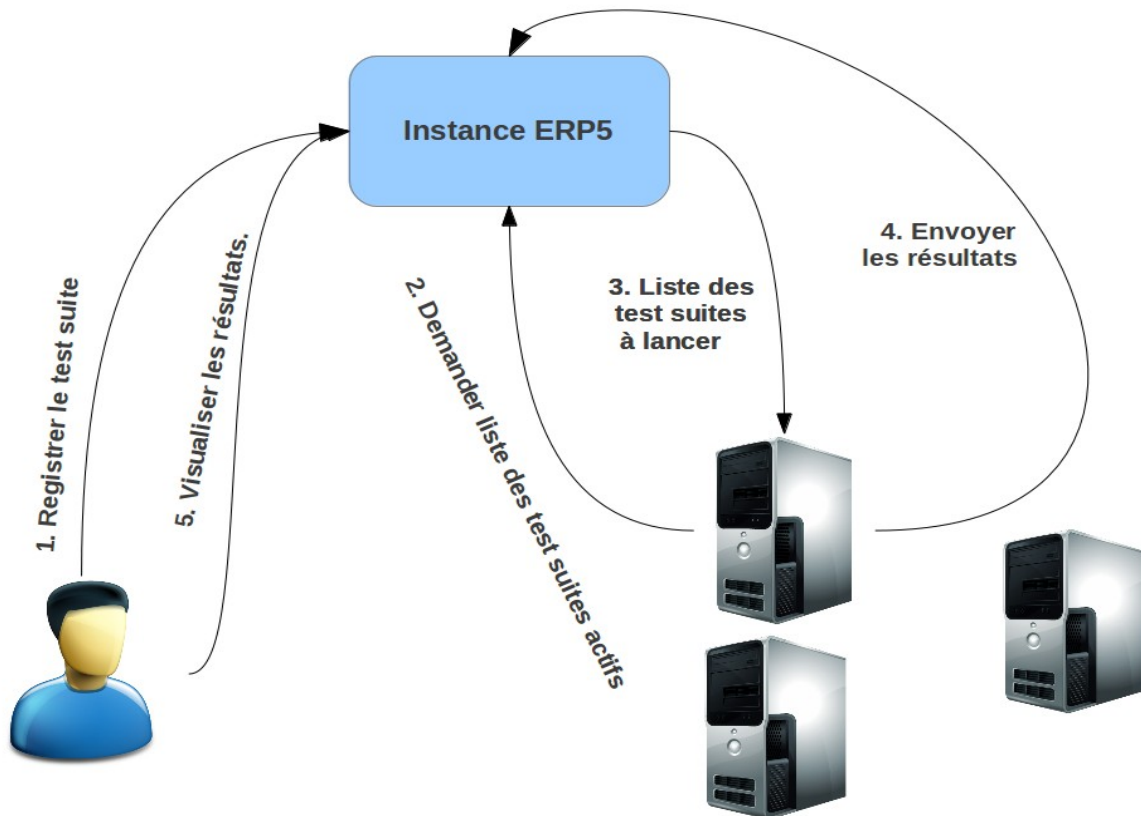 Instance ERP5
1. Registrer le test suite
5. Visualiser les résultats.
2. Demander liste des test suites actifs
3. Liste des
test suites
à lancer
4. Envoyer
les résultats